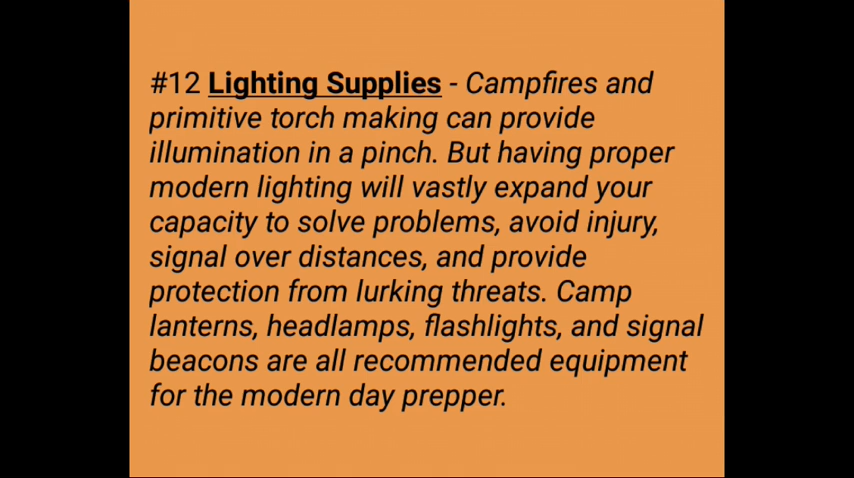 #12 Lighting Supplies - Campfires and
primitive torch making can provide
illumination in a pinch. But having proper
modern lighting will vastly expand your
capacity to solve problems, avoid injury,
signal over distances, and provide
protection from lurking threats. Camp
lanterns, headlamps, flashlights, and signal
beacons are all recommended equipment
for the modern day prepper.